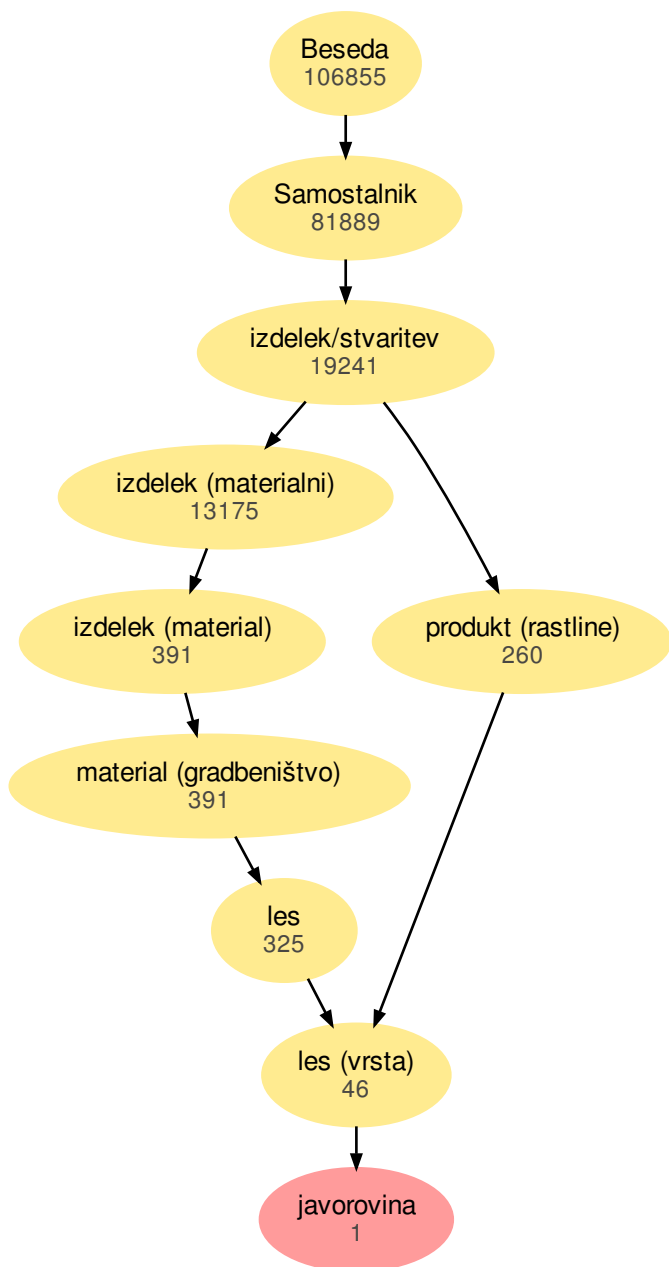 Beseda
106855
Samostalnik
81889
izdelek/stvaritev
19241
izdelek (materialni)
13175
izdelek (material)
391
produkt (rastline)
260
material (gradbeništvo)
391
les
325
les (vrsta)
46
javorovina
1